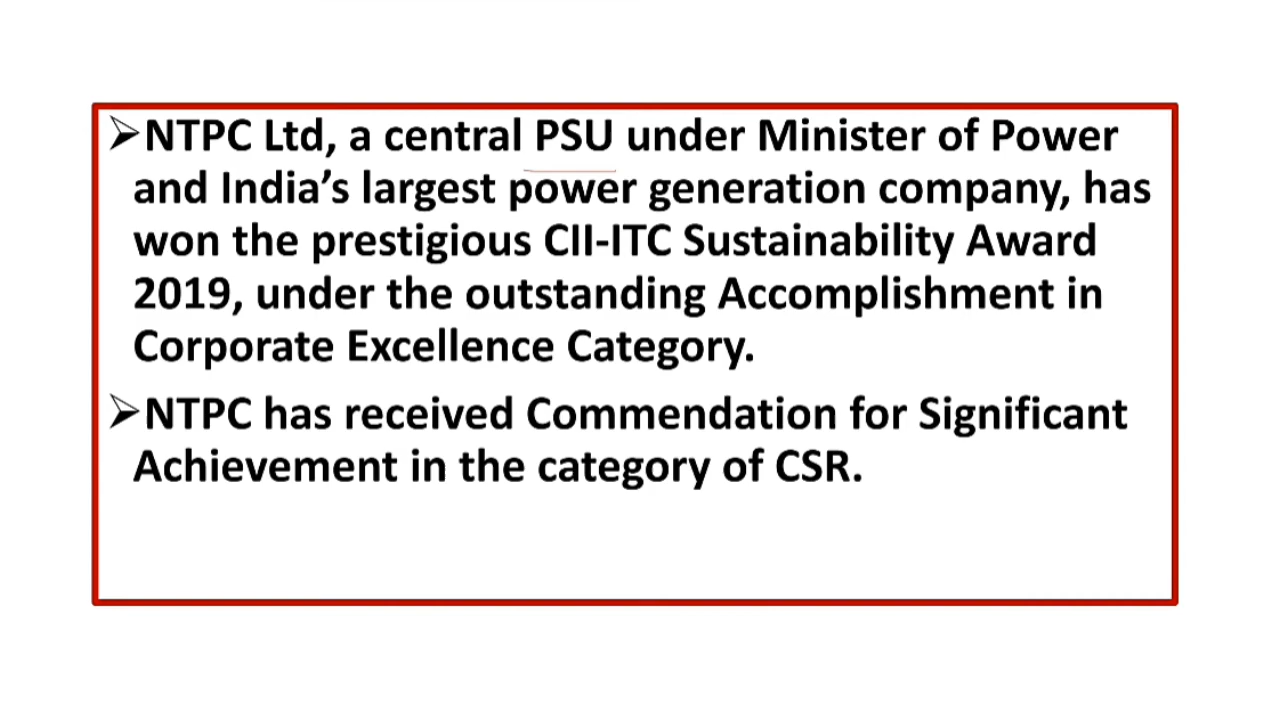 ➢NTPC Ltd, a central PSU under Minister of Power
and India’s largest power generation company, has
won the prestigious CII-ITC Sustainability Award
2019, under the outstanding Accomplishment in
Corporate Excellence Category.
➢NTPC has received Commendation for Significant
Achievement in the category of CSR.